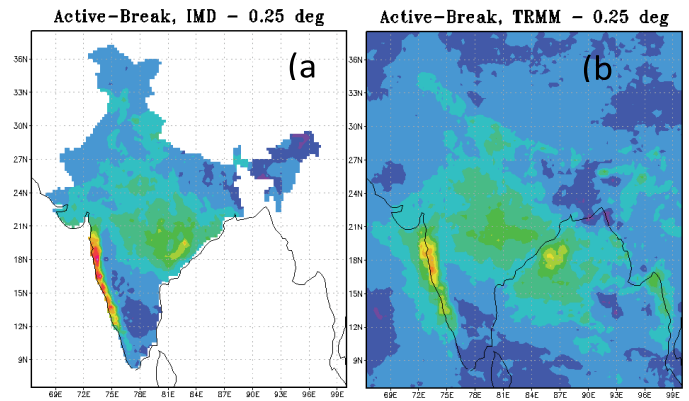 Active-Break, IMD - 0.25 deg
Active-Break, TRMM - 0.25 deg
(a
(b)
36N
33N
30N
27N
24N
21N
18N
15N
12N
9N
36N
33N
30N
27N
24N
21N
18N
15N
12N
9N
69E 72E 75E 78E 81E 84E 87E 90E 93E 96E 99E
69E 72E 75E 78E 81E 84E 87E 90E 93E 96E 99E